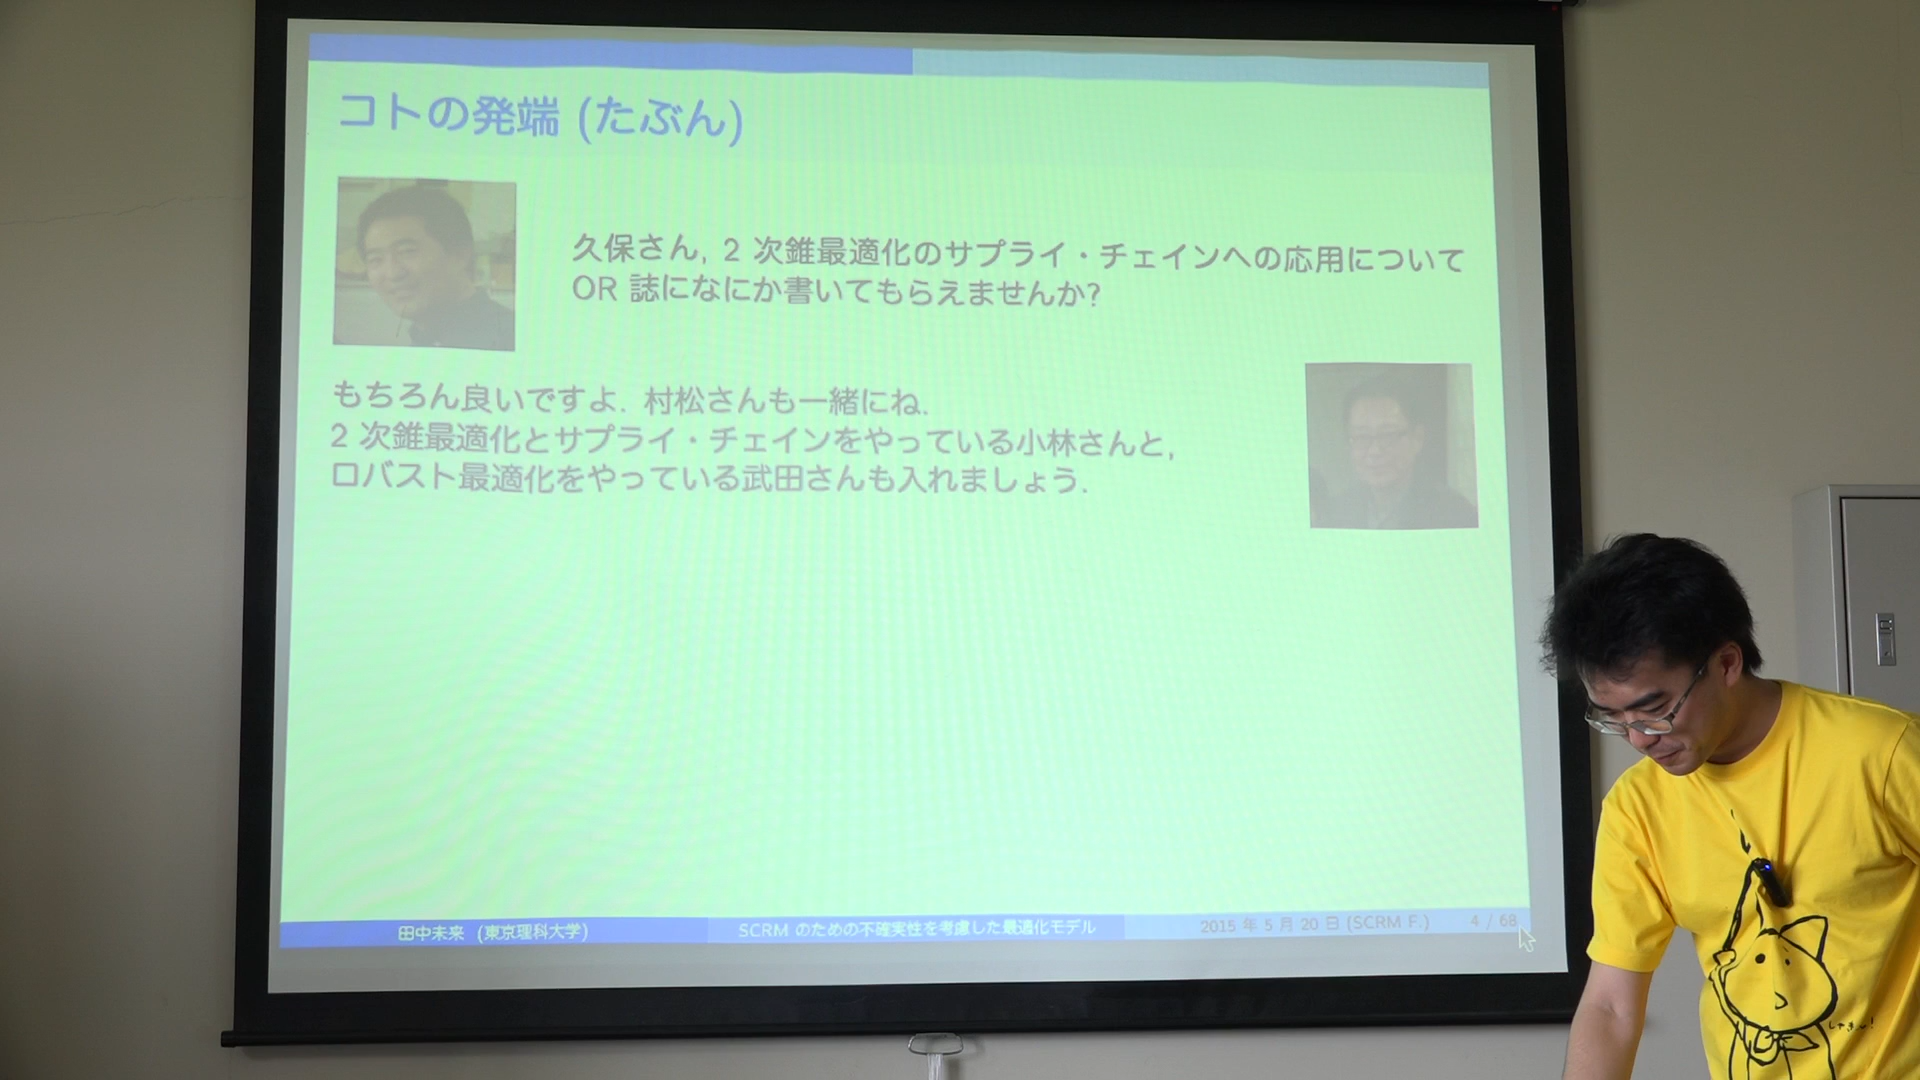 コトの発端 (たぶん)
久保さん, 2 次錐最適化のサプライ・チェインへの応用について
OR 誌になにか書いてもらえませんか?
もちろん良いですよ. 村松さんも一緒にね.
2 次錐最適化とサプライ・チェインをやっている小林さんと,
ロバスト最適化をやっている武田さんも入れましょう.
田中未来 (東京理科大学) SCRM のための不確実性を考慮した最適化モデル 2015 年 5 月 20 日 (SCRM F.) 4 / 68